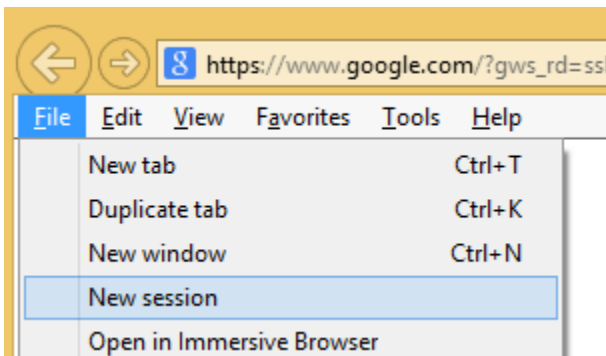 8 https://www.google.com/?gws_rd=ssl
File Edit View Favorites Tools Help
New tab Ctrl+T
Duplicate tab Ctrl+K
New window Ctrl+N
New session
Open in Immersive Browser